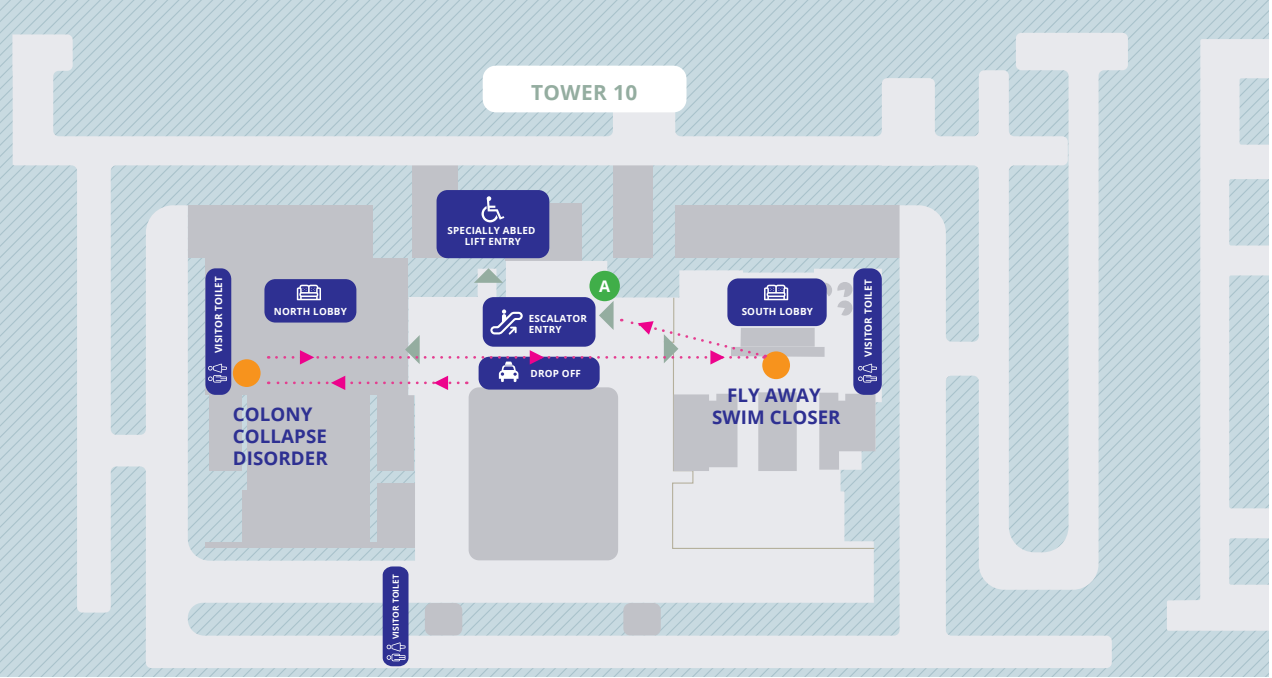 TOWER 10
SPECIALLY ABLED
LIFT ENTRY
A
VISITOR TOILET
NORTH LOBBY
ESCALATOR
ENTRY
SOUTH LOBBY
VISITOR TOILET
DROP OFF
COLONY
COLLAPSE
DISORDER
FLY AWAY
SWIM CLOSER
VISITOR TOILET